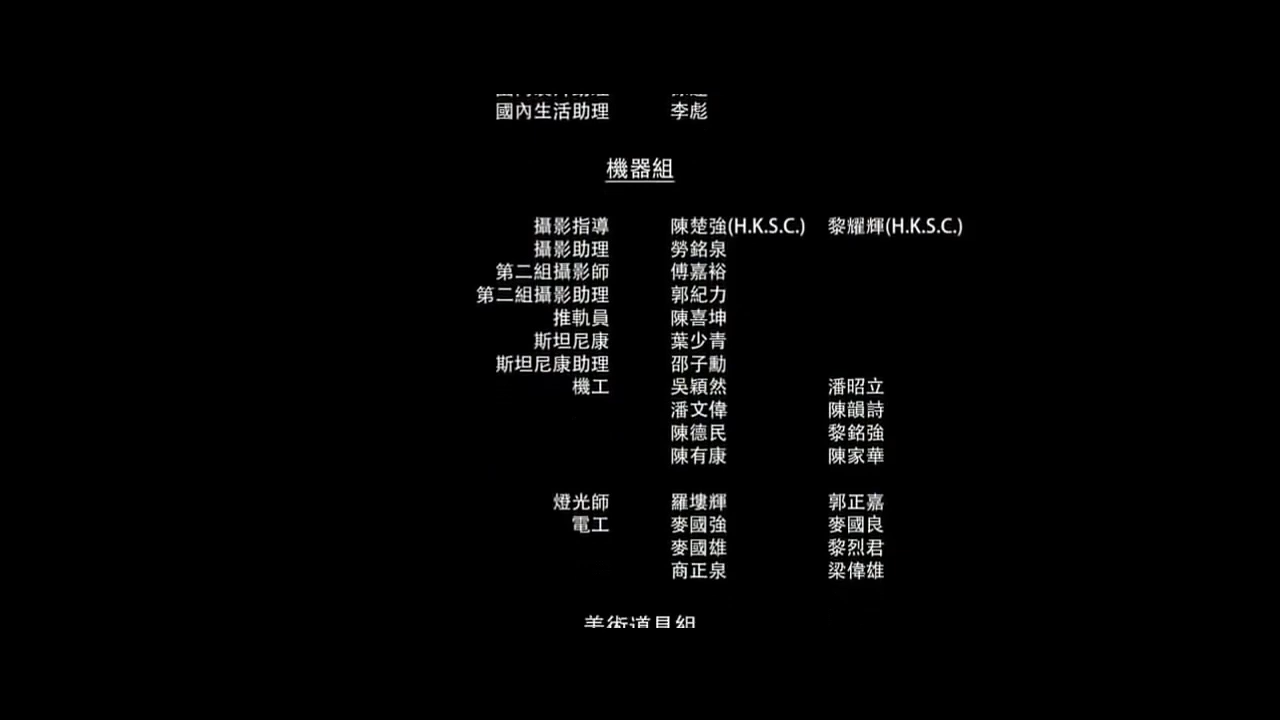 國內生活助理 李彪
機器組
攝影指導 陳楚強(H.K.S.C.) 黎耀輝(H.K.S.C.)
攝影助理 勞銘泉
第二組攝影師 傅嘉裕
第二組攝影助理 郭紀力
推軌員 陳喜坤
斯坦尼康 葉少青
斯坦尼康助理 邵子勳
機工 吳穎然 潘昭立
潘文偉 陳韻詩
陳德民 黎銘強
陳有康 陳家華
燈光師 羅塿輝 郭正嘉
電工 麥國強 麥國良
麥國雄 黎烈君
商正泉 梁偉雄
美術道具組